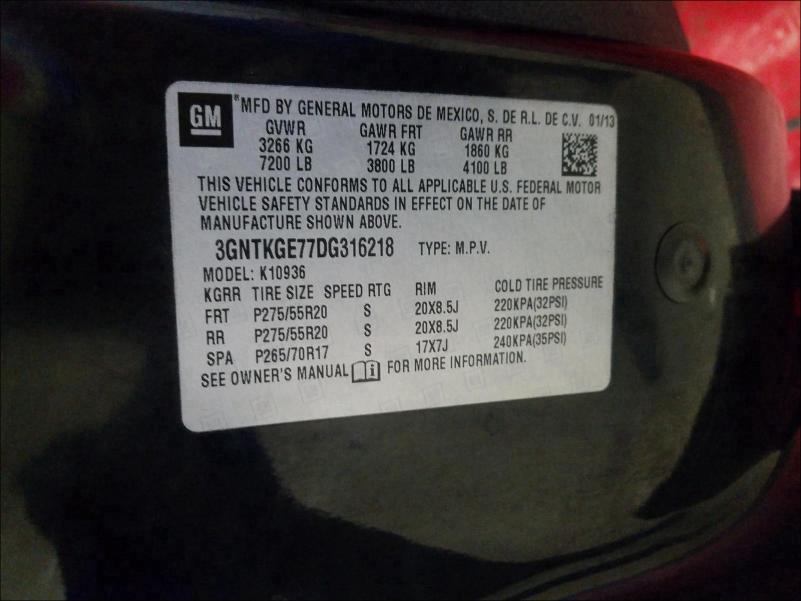 GM ®MFD BY GENERAL MOTORS DE MEXICO, S. DE R.L. DE C.V. 01/13
GVWR GAWR FRT GAWR RR
3266 KG 1724 KG 1860 KG
7200 LB 3800 LB 4100 LB
THIS VEHICLE CONFORMS TO ALL APPLICABLE U.S. FEDERAL MOTOR
VEHICLE SAFETY STANDARDS IN EFFECT ON THE DATE OF
MANUFACTURE SHOWN ABOVE.
3GNTKGE77DG316218 TYPE: M.P.V.
MODEL: K10936
KGRR TIRE SIZE SPEED RTG RIM COLD TIRE PRESSURE
FRT P275/55R20 S 20X8.5J 220KPA(32PSI)
RR P275/55R20 S 20X8.5J 220KPA(32PSI)
SPA P265/70R17 S 17X7J 240KPA(35PSI)
SEE OWNER'S MANUAL FOR MORE INFORMATION.